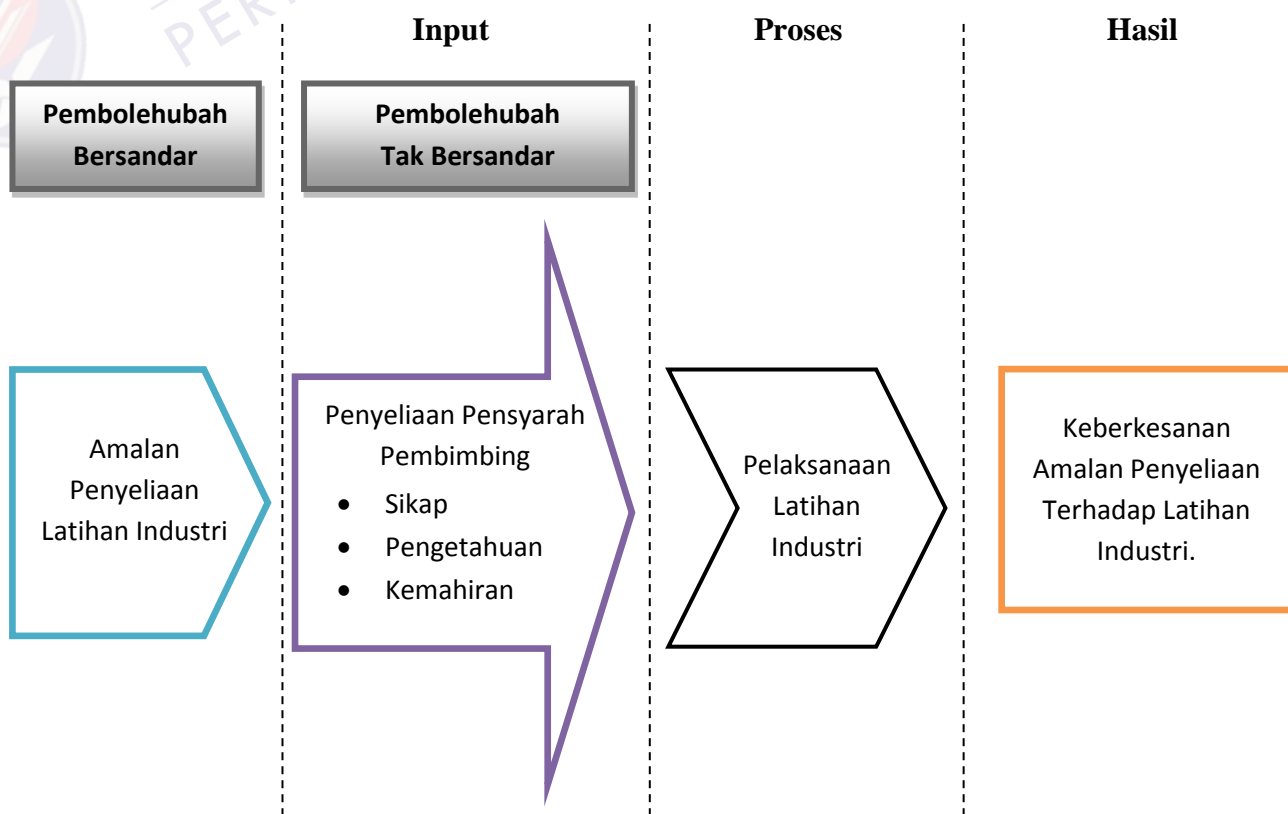 PER
Input
Proses
Hasil
Pembolehubah
Bersandar
Pembolehubah
Tak Bersandar
Amalan
Penyeliaan
Latihan Industri
Penyeliaan Pensyarah
Pembimbing
• Sikap
• Pengetahuan
• Kemahiran
Pelaksanaan
Latihan
Industri
Keberkesanan
Amalan Penyeliaan
Terhadap Latihan
Industri.